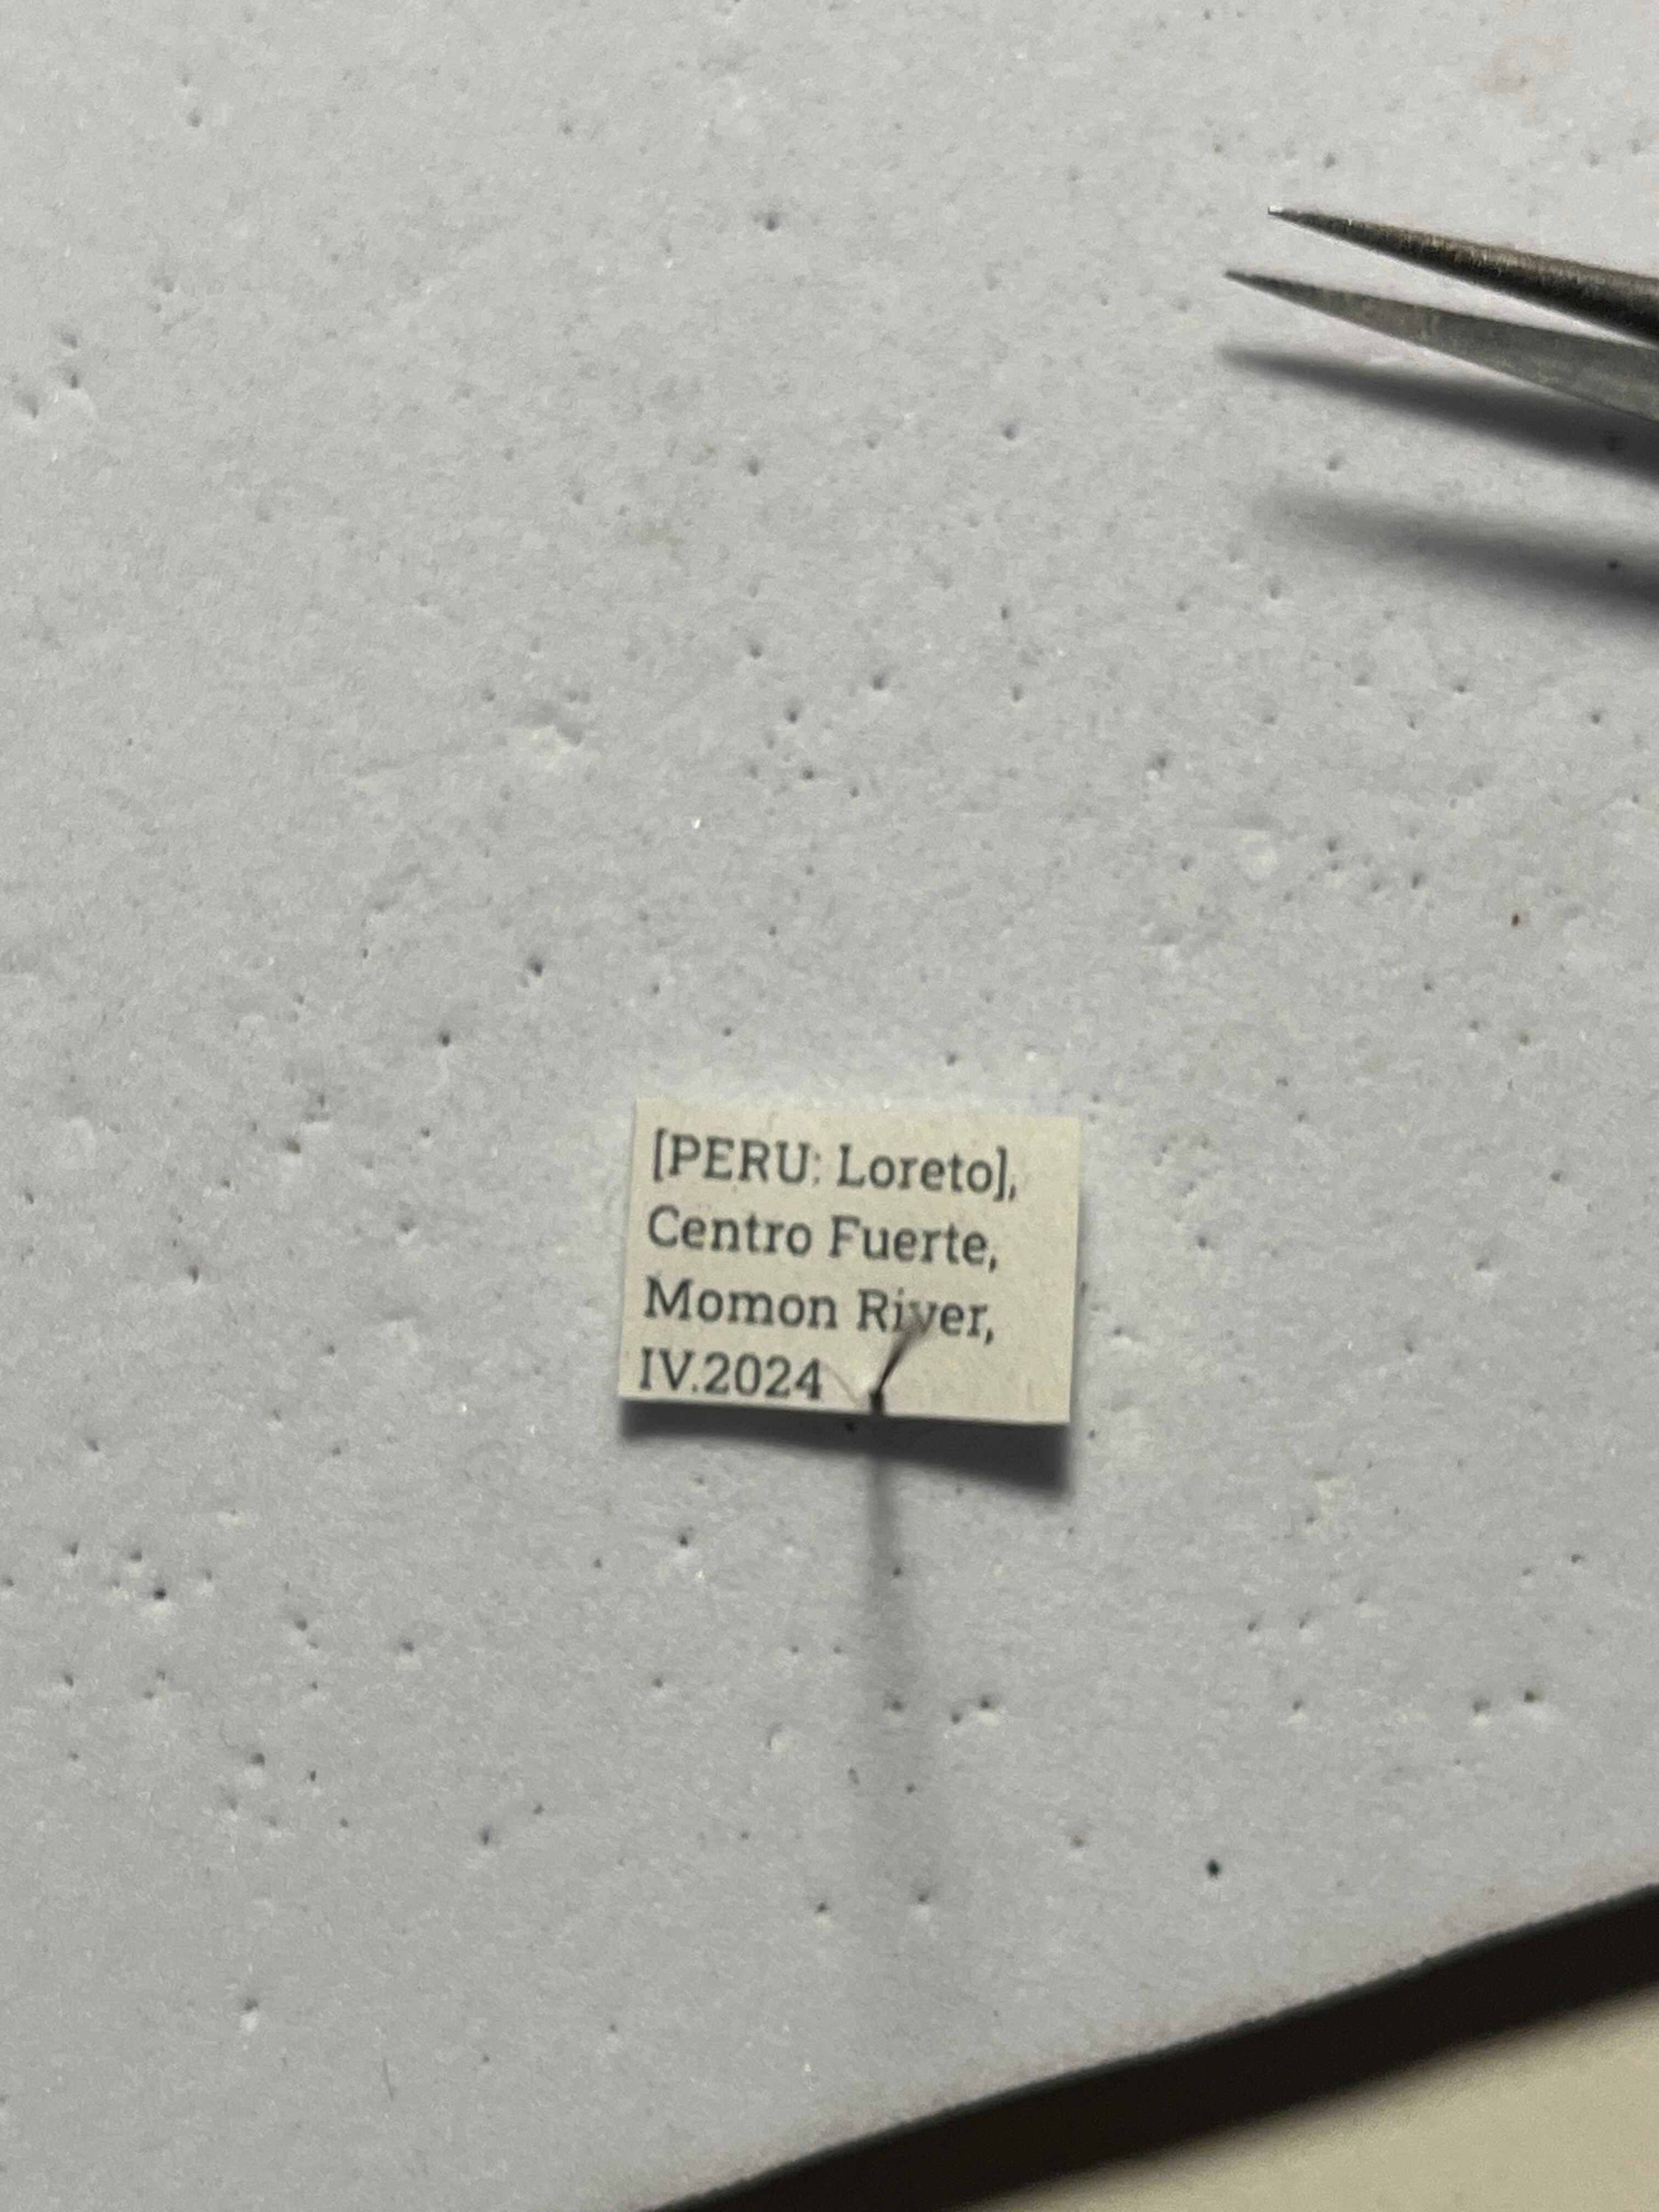 [PERU: Loreto],
Centro Fuerte,
Momon River,
IV.2024